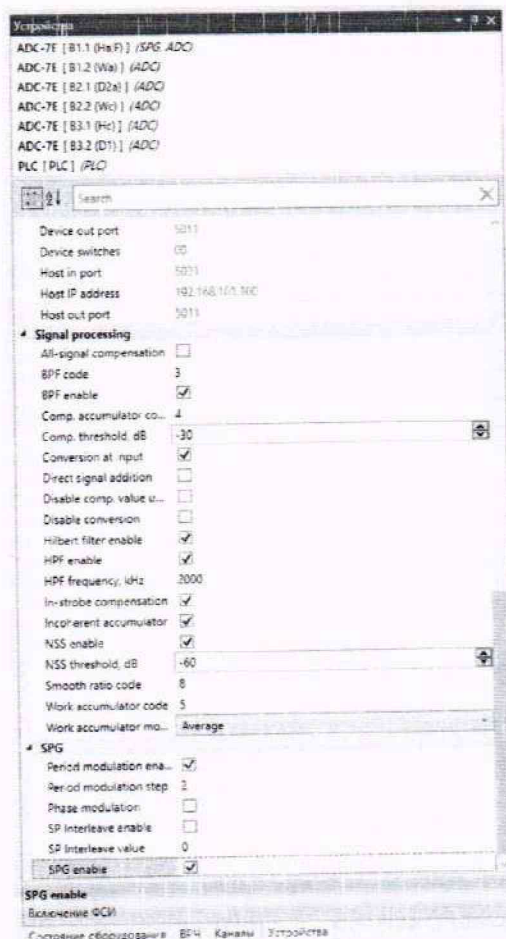 Устройства
ADC-7E [ B1.1 (Ha,F) ] (SPG, ADC)
ADC-7E [ B1.2 (Wa) ] (ADC)
ADC-7E [ B2.1 (D2a) ] (ADC)
ADC-7E [ B2.2 (Wc) ] (ADC)
ADC-7E [ B3.1 (Hc) ] (ADC)
ADC-7E [ B3.2 (D1) ] (ADC)
PLC [ PLC ] (PLC)
Search
Device out port 5011
Device switches 00
Host in port
Host IP address 192.168.101.100
Host out port 5011
Signal processing
All-signal compensation
BPF code 3
BPF enable
Comp. accumulator co... 4
Comp. threshold, dB -30
Conversion at input
Direct signal addition
Disable comp. value u...
Disable conversion
Hilbert filter enable
HPF enable
HPF frequency, kHz 2000
In-strobe compensation
Incoherent accumulator
NSS enable
NSS threshold, dB -60
Smooth ratio code 8
Work accumulator code 5
Work accumulator mo... Average
SPG
Period modulation ena...
Period modulation step 2
Phase modulation
SP Interleave enable
SP Interleave value 0
SPG enable
SPG enable
Включение ФСИ
Состояние оборудования ВРЧ Каналы Устройства